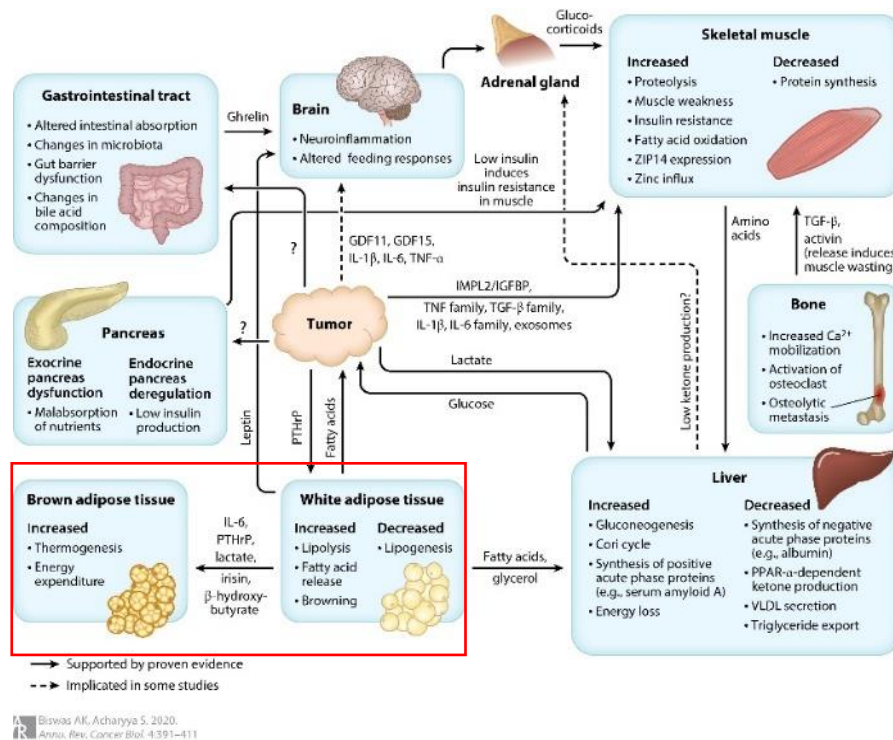 Gastrointestinal tract
• Altered intestinal absorption
• Changes in microbiota
• Gut barrier
dysfunction
• Changes in
bile acid
composition
Ghrelin
Brain
• Neuroinflammation
• Altered feeding responses
Adrenal gland
Gluco-
corticoids
Skeletal muscle
Increased
• Proteolysis
• Muscle weakness
• Insulin resistance
• Fatty acid oxidation
• ZIP14 expression
• Zinc influx
Decreased
• Protein synthesis
Low insulin
induces
insulin resistance
in muscle
?
GDF11, GDF15,
IL-1β, IL-6, TNF-α
Amino
acids
TGF-β,
activin
(release induces
muscle wasting)
Pancreas
Exocrine
pancreas
dysfunction
• Malabsorption
of nutrients
Endocrine
pancreas
deregulation
• Low insulin
production
?
Tumor
IMPL2/IGFBP,
TNF family, TGF-β family,
IL-1β, IL-6 family, exosomes
Lactate
Glucose
Low ketone production?
Bone
• Increased Ca2+
mobilization
• Activation of
osteoclast
• Osteolytic
metastasis
Leptin
PTHrP
Fatty acids
Brown adipose tissue
Increased
• Thermogenesis
• Energy
expenditure
IL-6,
PTHrP,
lactate,
irisin,
β-hydroxy-
butyrate
White adipose tissue
Increased
• Lipolysis
• Fatty acid
release
• Browning
Decreased
• Lipogenesis
Fatty acids,
glycerol
Liver
Increased
• Gluconeogenesis
• Cori cycle
• Synthesis of positive
acute phase proteins
(e.g., serum amyloid A)
• Energy loss
Decreased
• Synthesis of negative
acute phase proteins
(e.g., albumin)
• PPAR-α-dependent
ketone production
• VLDL secretion
• Triglyceride export
Supported by proven evidence
Implicated in some studies
AR
Biswas AK, Acharyya S. 2020.
Annu. Rev. Cancer Biol. 4:391–411